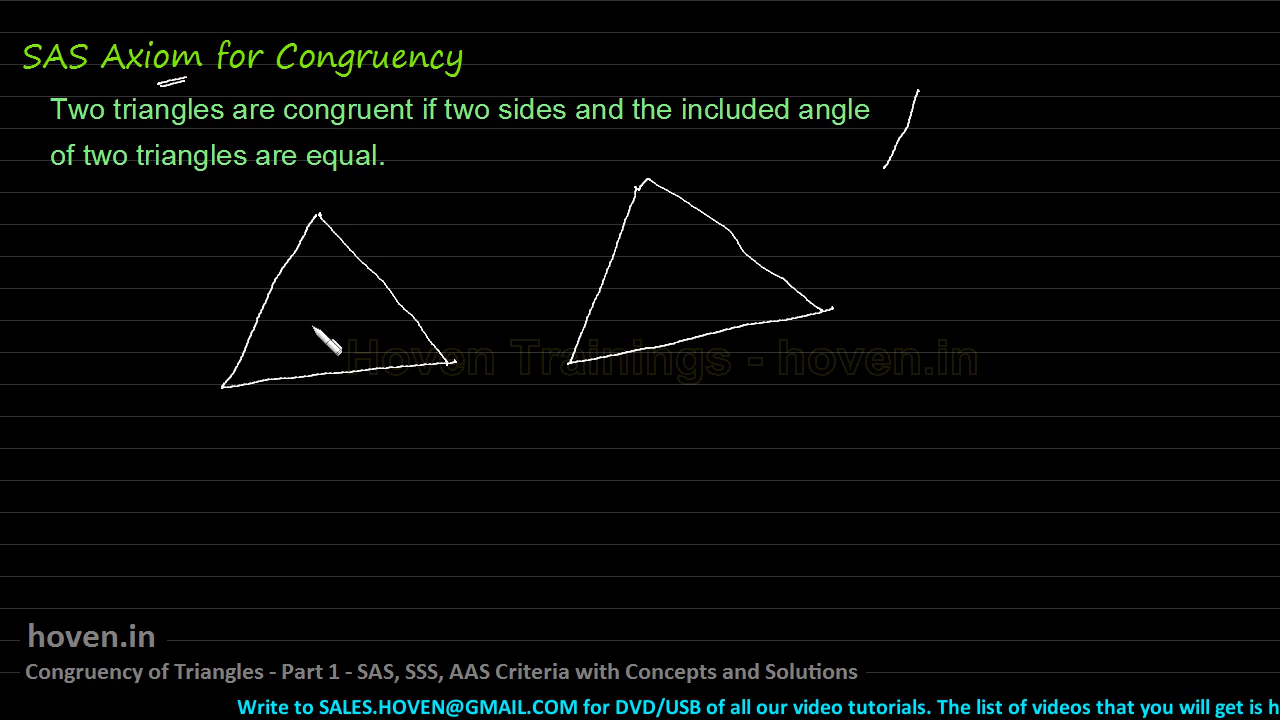 SAS Axiom for Congruency
Two triangles are congruent if two sides and the included angle
of two triangles are equal.
Hoven Trainings - hoven.in
hoven.in
Congruency of Triangles - Part 1 - SAS, SSS, AAS Criteria with Concepts and Solutions
Write to SALES.HOVEN@GMAIL.COM for DVD/USB of all our video tutorials. The list of videos that you will get is h